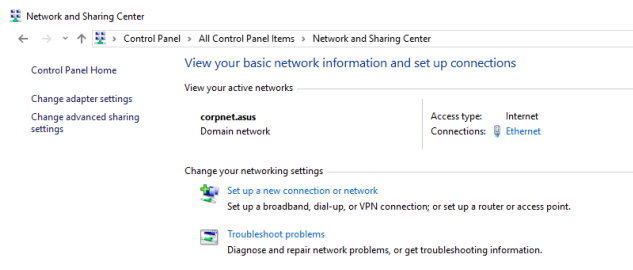 Network and Sharing Center
Control Panel > All Control Panel Items > Network and Sharing Center
Control Panel Home
Change adapter settings
Change advanced sharing
settings
View your basic network information and set up connections
View your active networks
corpnet.asus
Domain network
Access type: Internet
Connections: Ethernet
Change your networking settings
Set up a new connection or network
Set up a broadband, dial-up, or VPN connection; or set up a router or access point.
Troubleshoot problems
Diagnose and repair network problems, or get troubleshooting information.